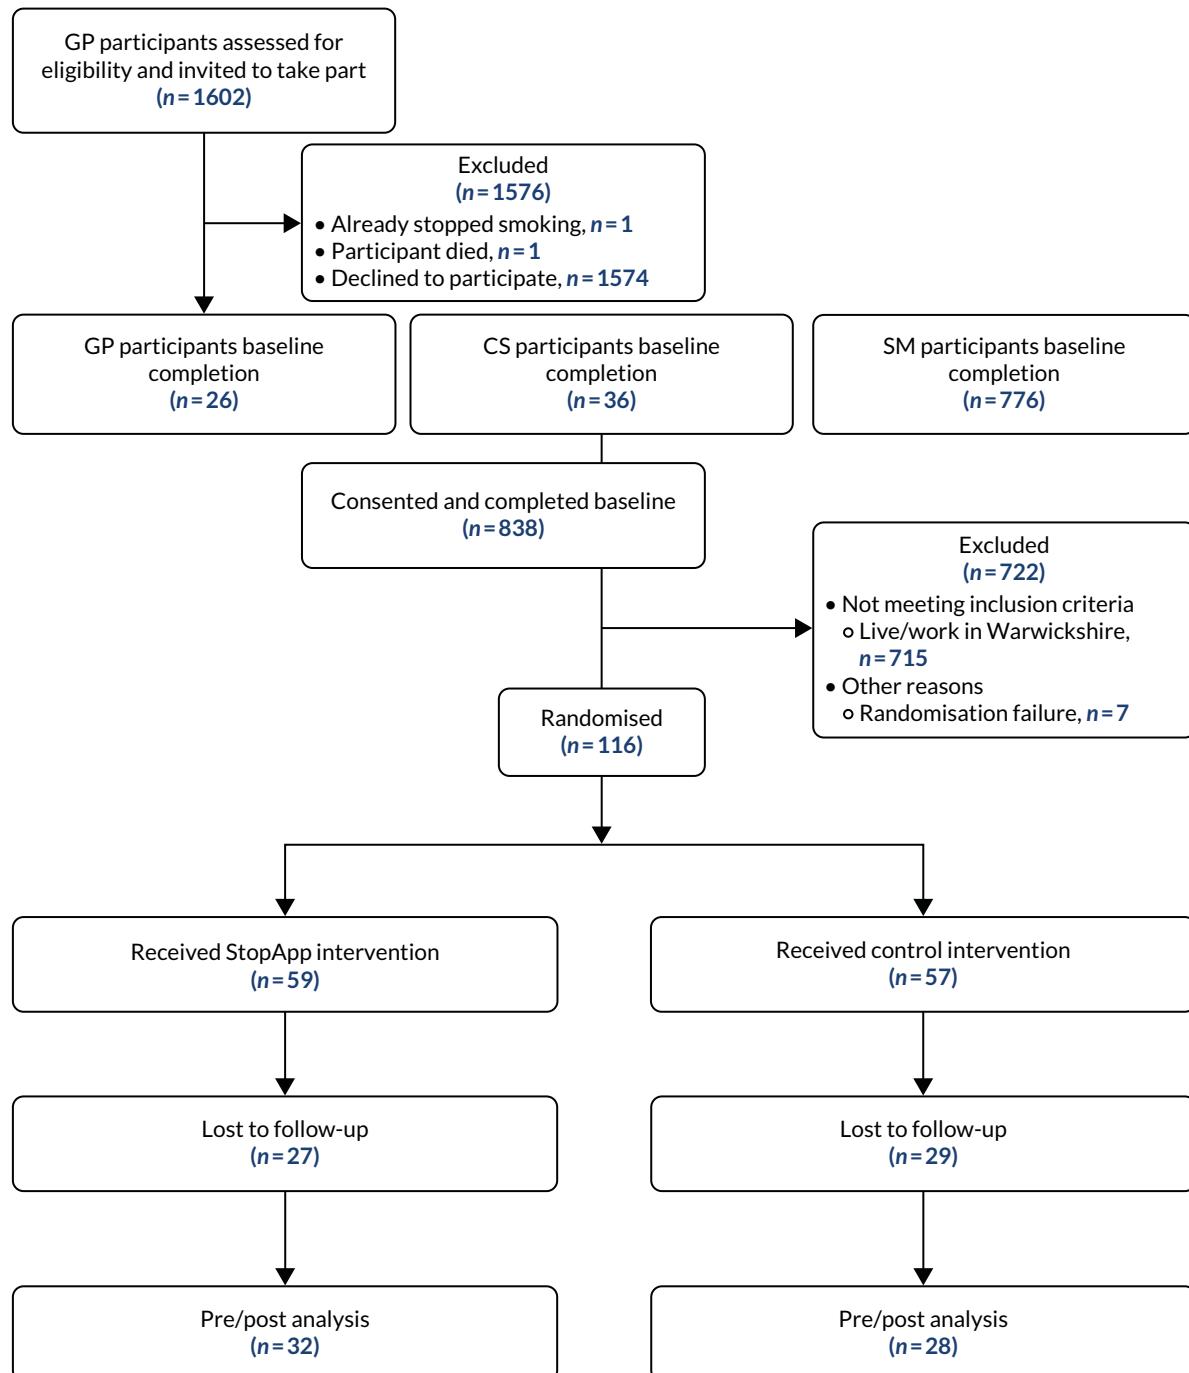 GP participants assessed for
eligibility and invited to take part
(n=1602)
Excluded
(n=1576)
• Already stopped smoking, n=1
• Participant died, n=1
• Declined to participate, n=1574
GP participants baseline
completion
(n=26)
CS participants baseline
completion
(n=36)
SM participants baseline
completion
(n=776)
Consented and completed baseline
(n=838)
Excluded
(n=722)
• Not meeting inclusion criteria
○ Live/work in Warwickshire,
n=715
• Other reasons
○ Randomisation failure, n=7
Randomised
(n=116)
Received StopApp intervention
(n=59)
Received control intervention
(n=57)
Lost to follow-up
(n=27)
Lost to follow-up
(n=29)
Pre/post analysis
(n=32)
Pre/post analysis
(n=28)